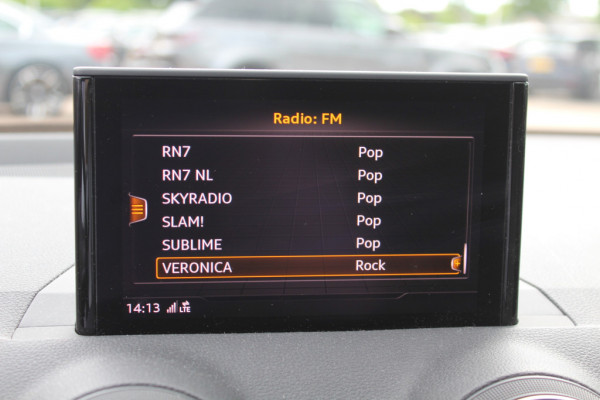 Radio: FM
RN7 Pop
RN7 NL Pop
SKYRADIO Pop
SLAM! Pop
SUBLIME Pop
VERONICA Rock
14:13 LTE